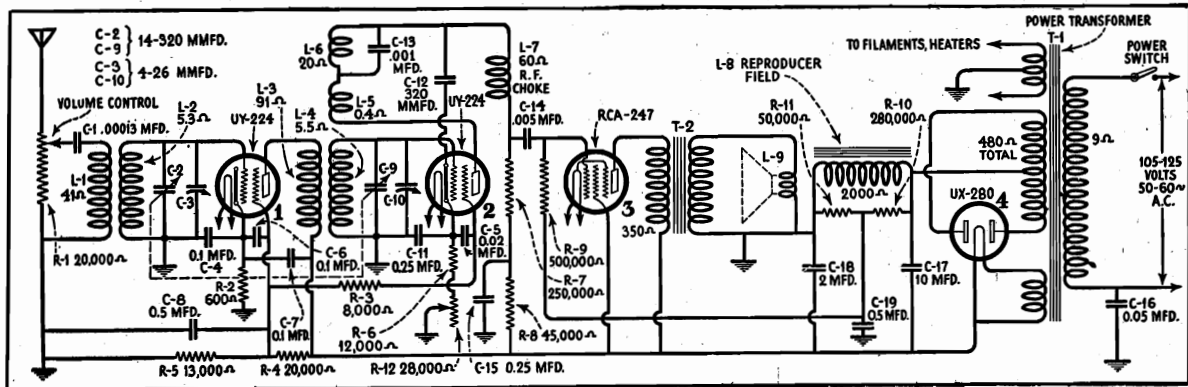 C-2
C-9
14-320 MMFD.
C-3
C-10
4-26 MMFD.
VOLUME CONTROL
C-1 .00013 MFD.
L-1
41Ω
R-1 20,000Ω
L-2
5.3Ω
C-2
C-3
0.1 MFD.
C-4
UY-224
1
L-3
91Ω
L-4
5.5Ω
R-2
600Ω
C-6
0.1 MFD.
C-7
0.1 MFD.
C-8
0.5 MFD.
R-5 13,000Ω
R-4 20,000Ω
R-3
8,000Ω
L-6
20Ω
C-13
.001
MFD.
L-5
0.4Ω
C-12
320
MMFD.
UY-224
2
C-9
C-10
C-11
0.25 MFD.
C-5
0.02
MFD.
R-6
12,000Ω
R-12 28,000Ω
C-15 0.25 MFD.
L-7
60Ω
R.F.
CHOKE
C-14
.005 MFD.
RCA-247
3
R-9
500,000Ω
R-7
250,000Ω
R-8 45,000Ω
350Ω
T-2
L-9
L-8 REPRODUCER
FIELD
R-11
50,000Ω
R-10
280,000Ω
2000Ω
C-18
2 MFD.
C-17
10 MFD.
C-19
0.5 MFD.
TO FILAMENTS, HEATERS
POWER TRANSFORMER
T-1
POWER
SWITCH
480Ω
TOTAL
9Ω
UX-280
4
105-125
VOLTS
50-60~
A.C.
C-16
0.05 MFD.